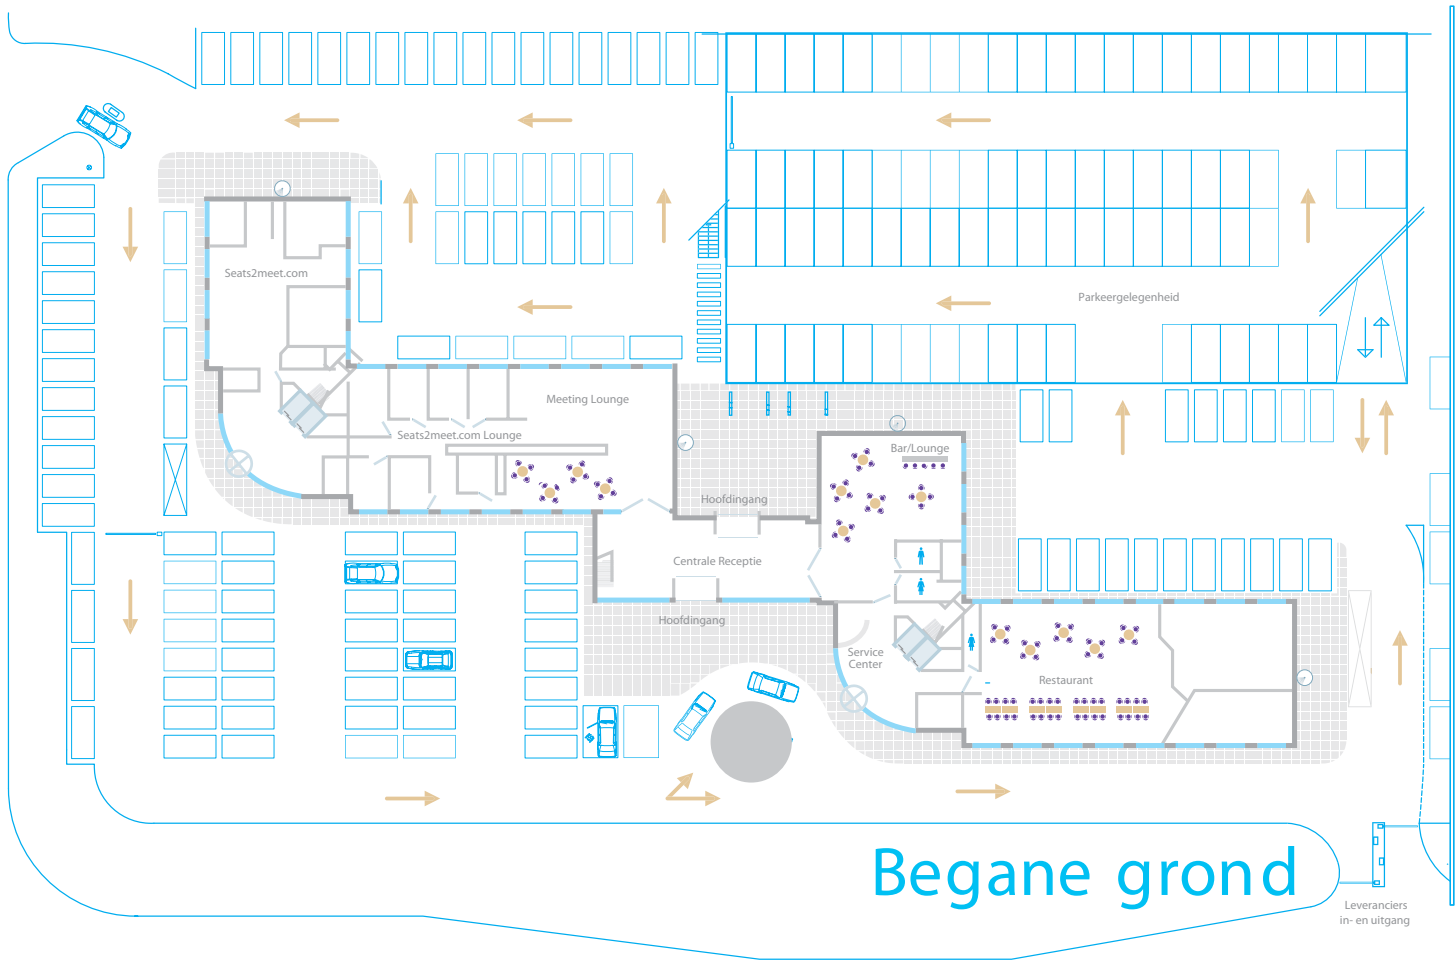 Seats2meet.com
Parkeergelegenheid
Meeting Lounge
Seats2meet.com Lounge
Bar/Lounge
Hoofdingang
Centrale Receptie
Hoofdingang
Service
Center
Restaurant
Begane grond
Leveranciers
in- en uitgang